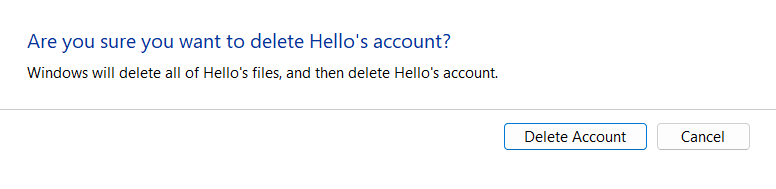 Are you sure you want to delete Hello's account?
Windows will delete all of Hello's files, and then delete Hello's account.
Delete Account
Cancel